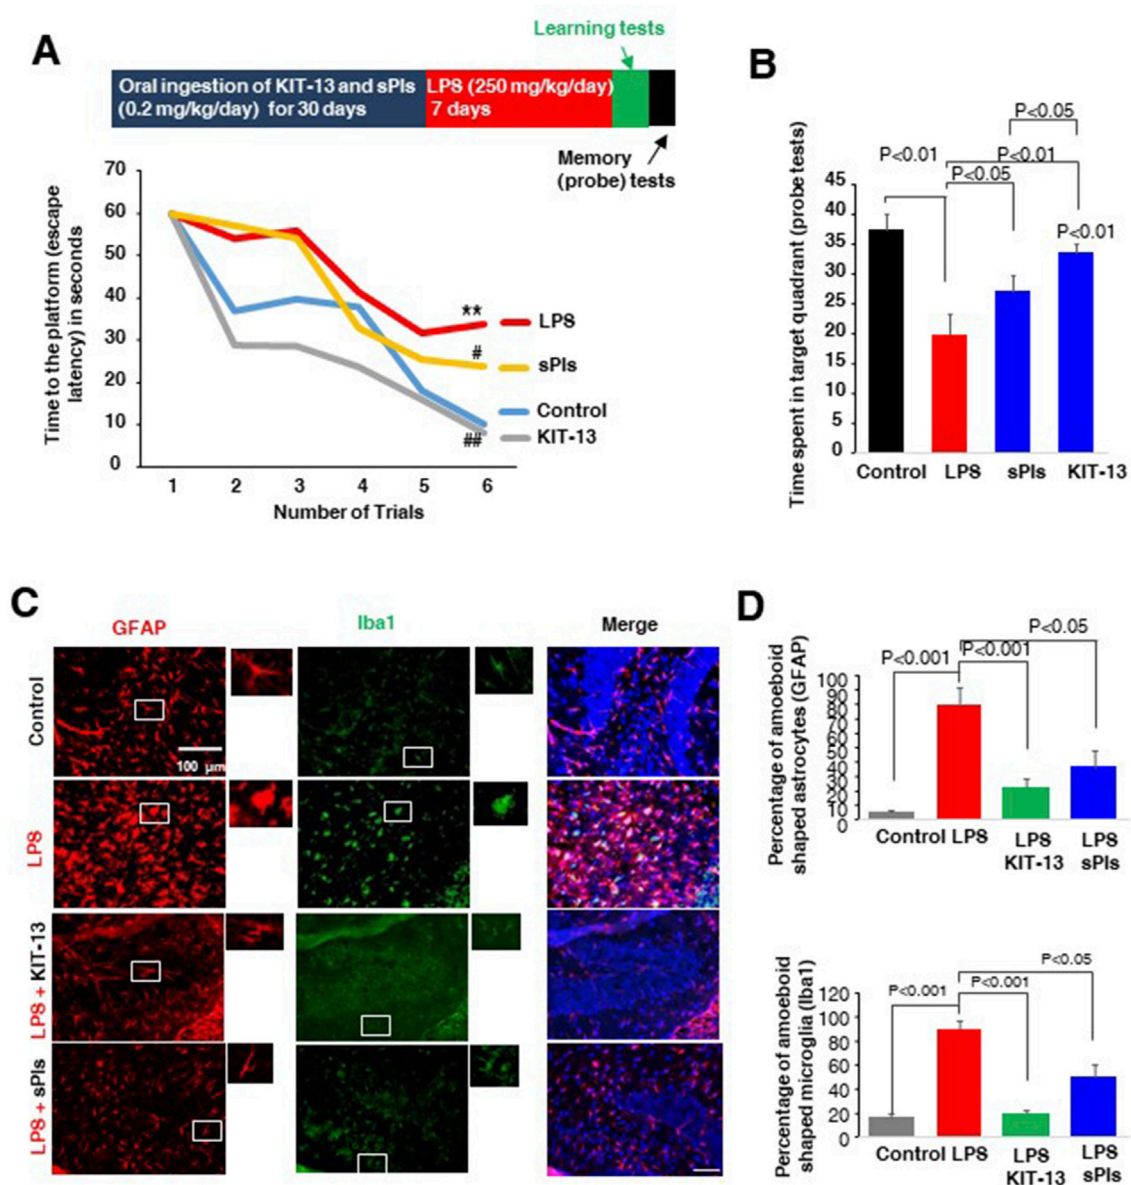 A
Learning tests
Oral ingestion of KIT-13 and sPls
(0.2 mg/kg/day) for 30 days
LPS (250 mg/kg/day)
7 days
Memory
(probe) tests
Time to the platform (escape
latency) in seconds
70
60
50
40
30
20
10
0
**
LPS
#
sPls
Control
KIT-13
##
1 2 3 4 5 6
Number of Trials
B
P<0.05
P<0.01
P<0.01
P<0.05
P<0.01
Time spent in target quadrant (probe tests)
45
40
35
30
25
20
15
10
5
0
Control LPS sPls KIT-13
C
GFAP
Iba1
Merge
Control
100 µm
LPS
LPS + KIT-13
LPS + sPls
D
P<0.05
P<0.001
P<0.001
Percentage of amoeboid
shaped astrocytes (GFAP)
100
90
80
70
60
50
40
30
20
10
0
Control LPS
LPS
KIT-13
LPS
sPls
P<0.05
P<0.001
P<0.001
Percentage of amoeboid
shaped microglia (Iba1)
120
100
80
60
40
20
0
Control LPS
LPS
KIT-13
LPS
sPls